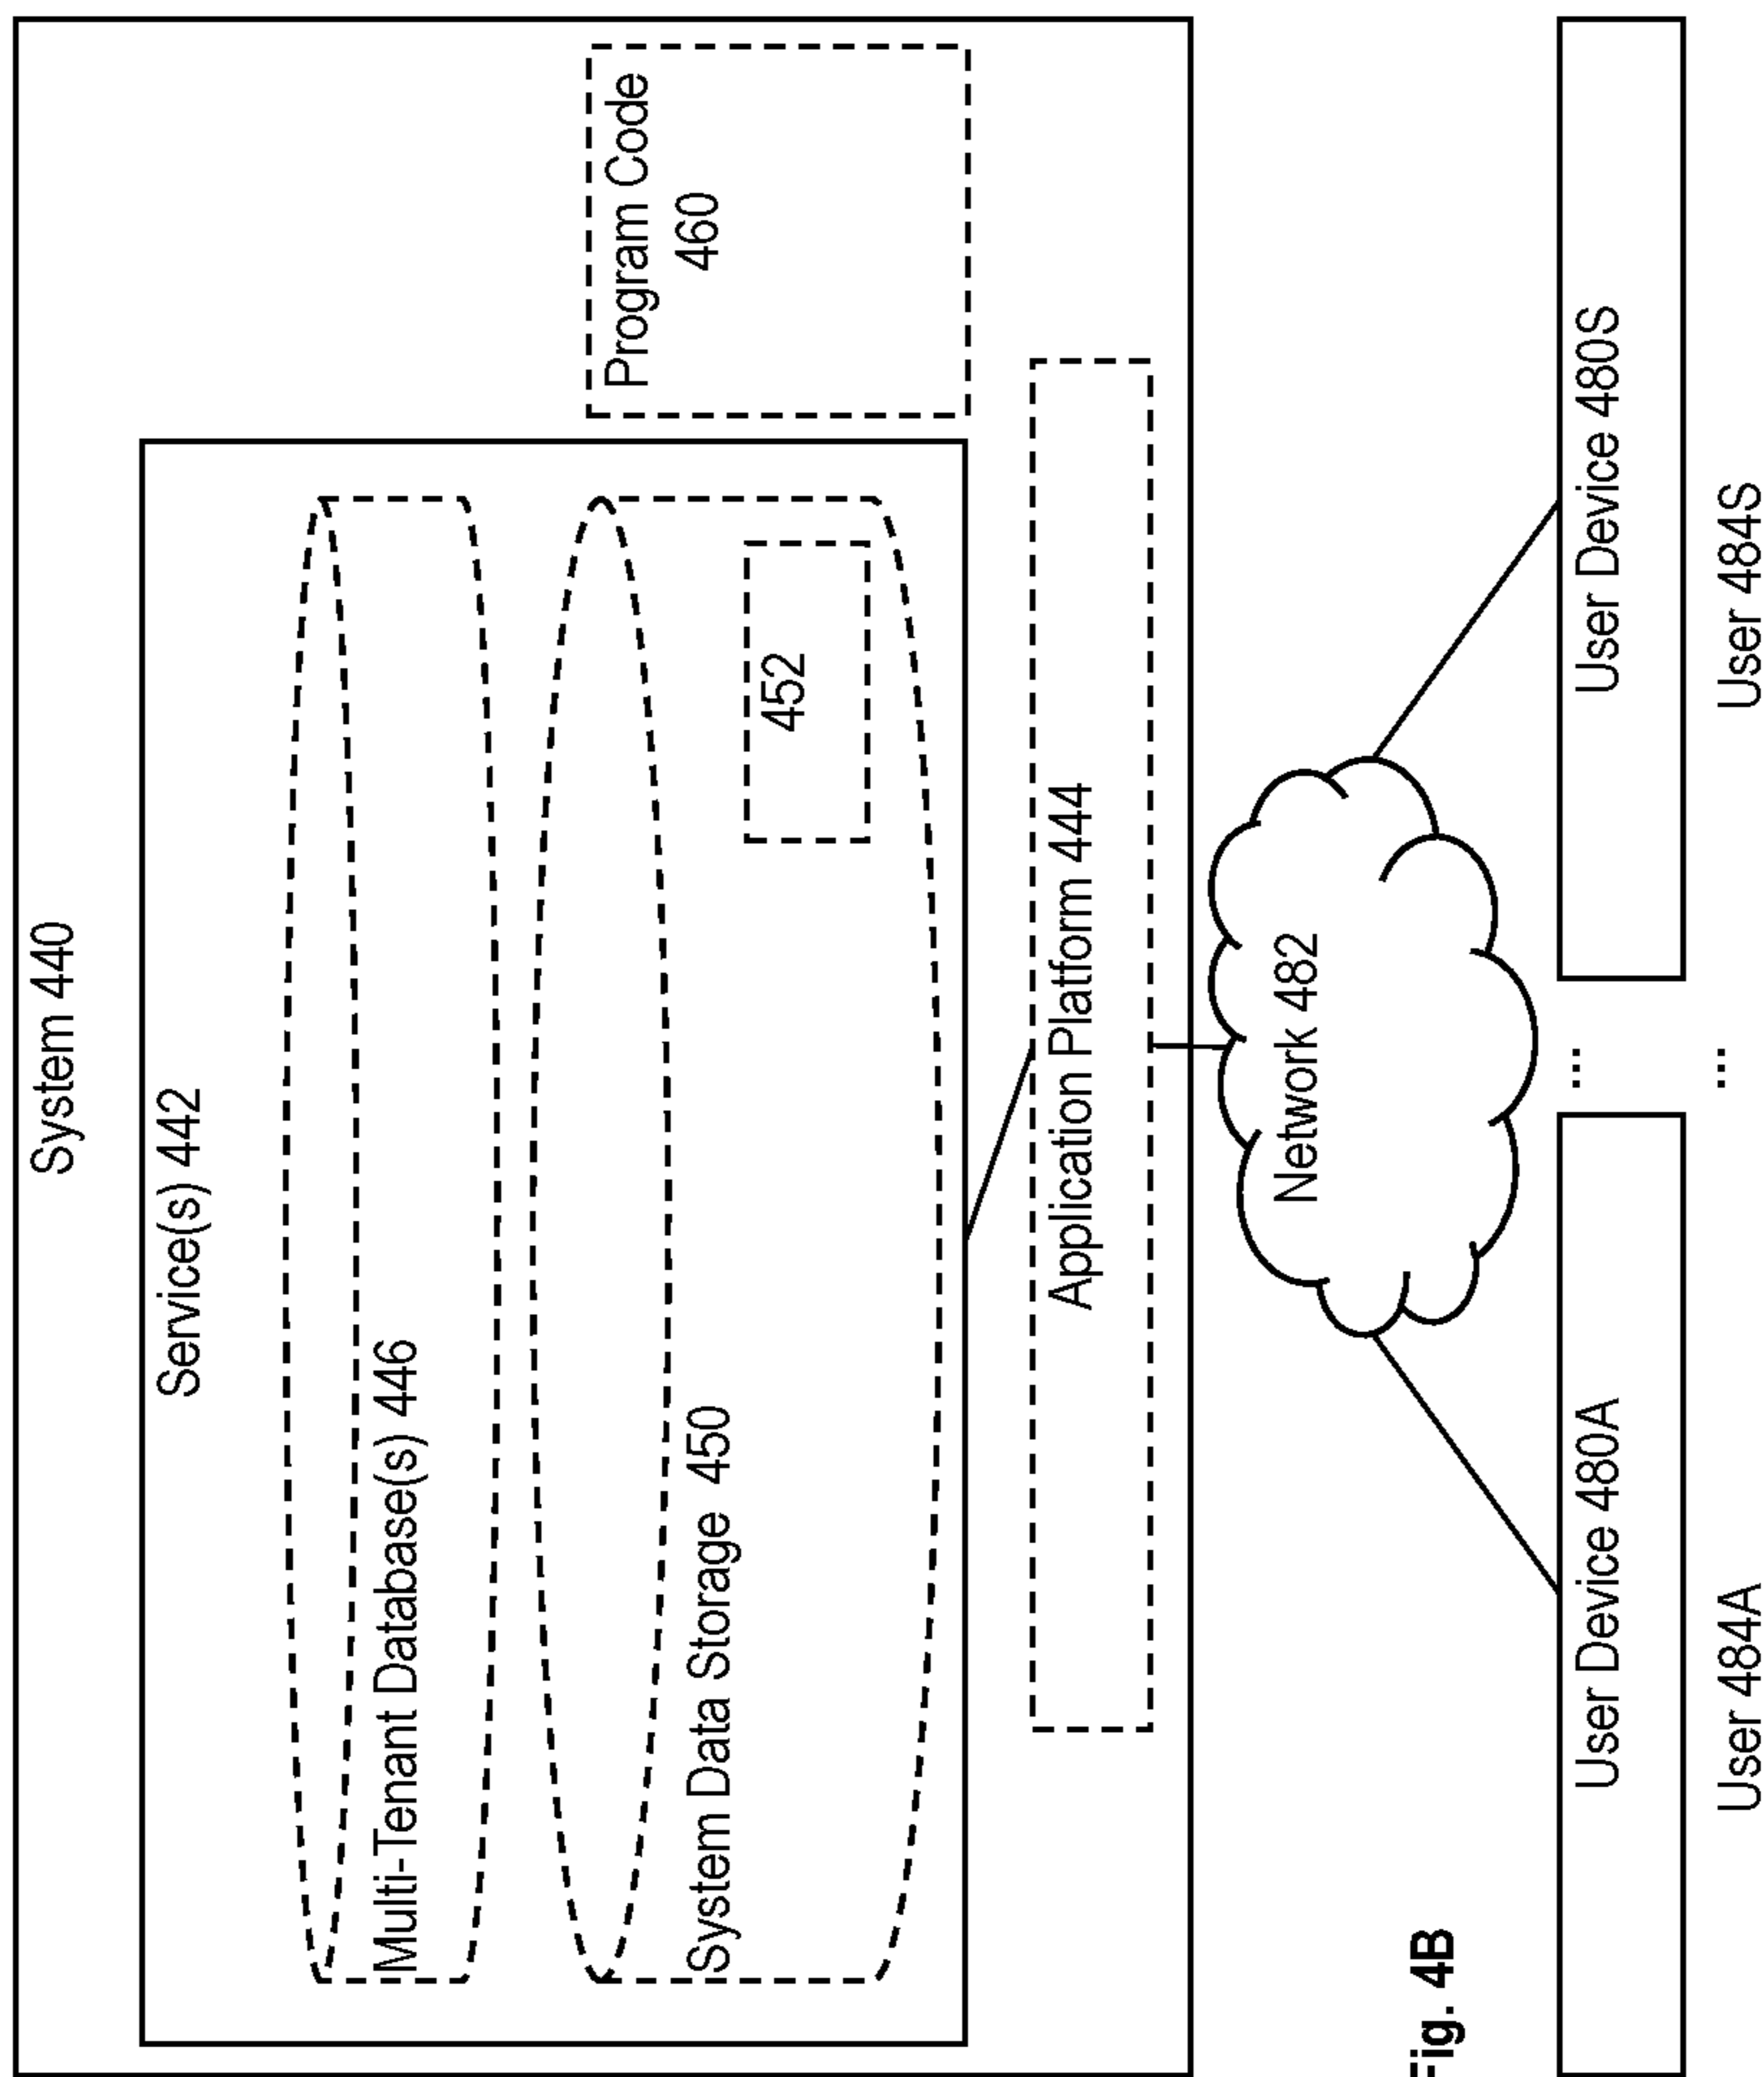 System 440
Service(s) 442
Multi-Tenant Database(s) 446
System Data Storage 450
452
Program Code
460
Application Platform 444
Network 482
Fig. 4B
User Device 480A
...
User Device 480S
User 484A
...
User 484S